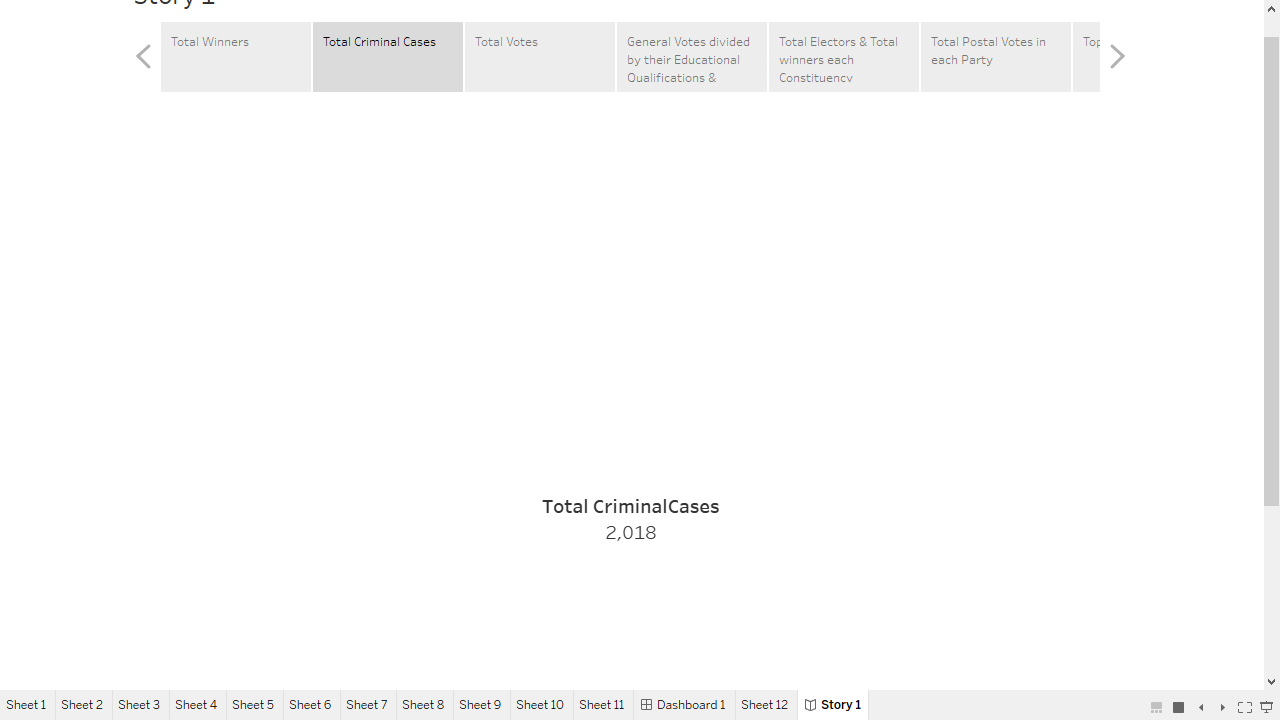 Story 1
Total Winners
Total Criminal Cases
Total Votes
General Votes divided
by their Educational
Qualifications &
Total Electors & Total
winners each
Constituency
Total Postal Votes in
each Party
Top
Total CriminalCases
2,018
Sheet 1
Sheet 2
Sheet 3
Sheet 4
Sheet 5
Sheet 6
Sheet 7
Sheet 8
Sheet 9
Sheet 10
Sheet 11
Dashboard 1
Sheet 12
Story 1